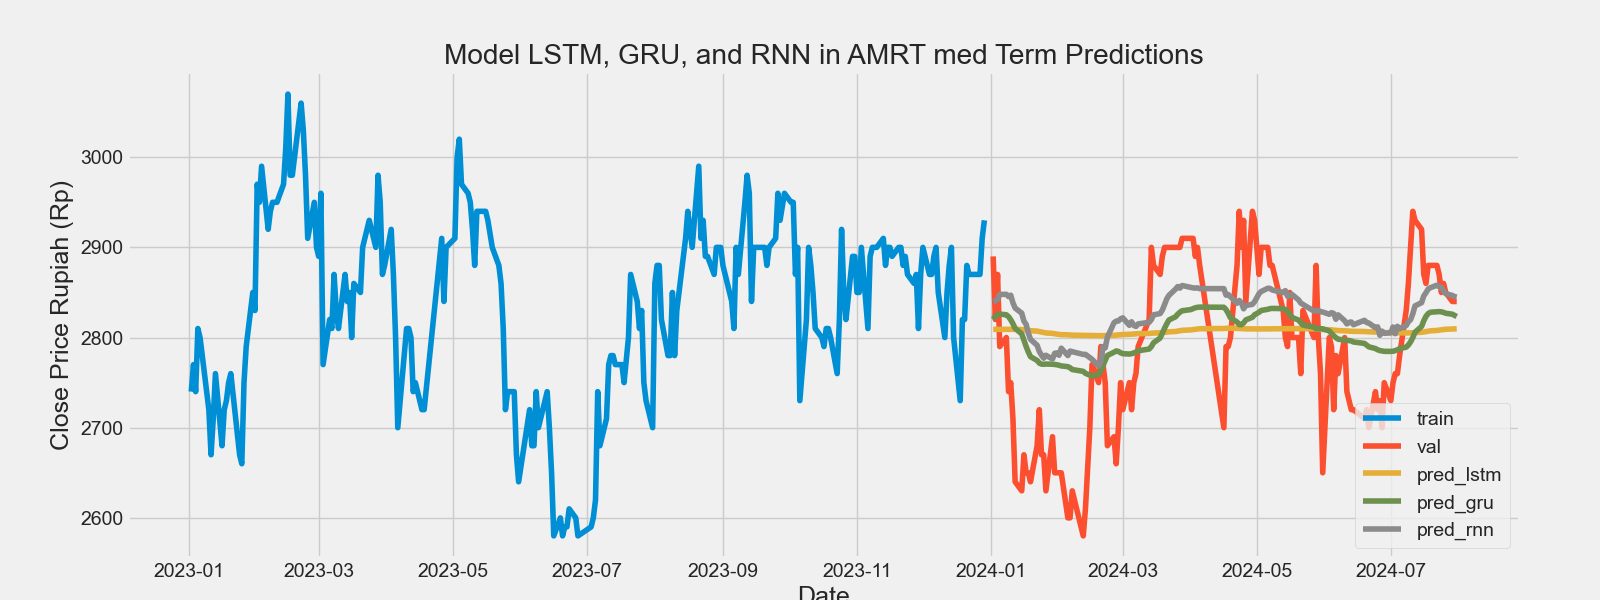 Model LSTM, GRU, and RNN in AMRT med Term Predictions
Close Price Rupiah (Rp)
3000
2900
2800
2700
2600
train
val
pred_lstm
pred_gru
pred_rnn
2023-01 2023-03 2023-05 2023-07 2023-09 2023-11 2024-01 2024-03 2024-05 2024-07
Date